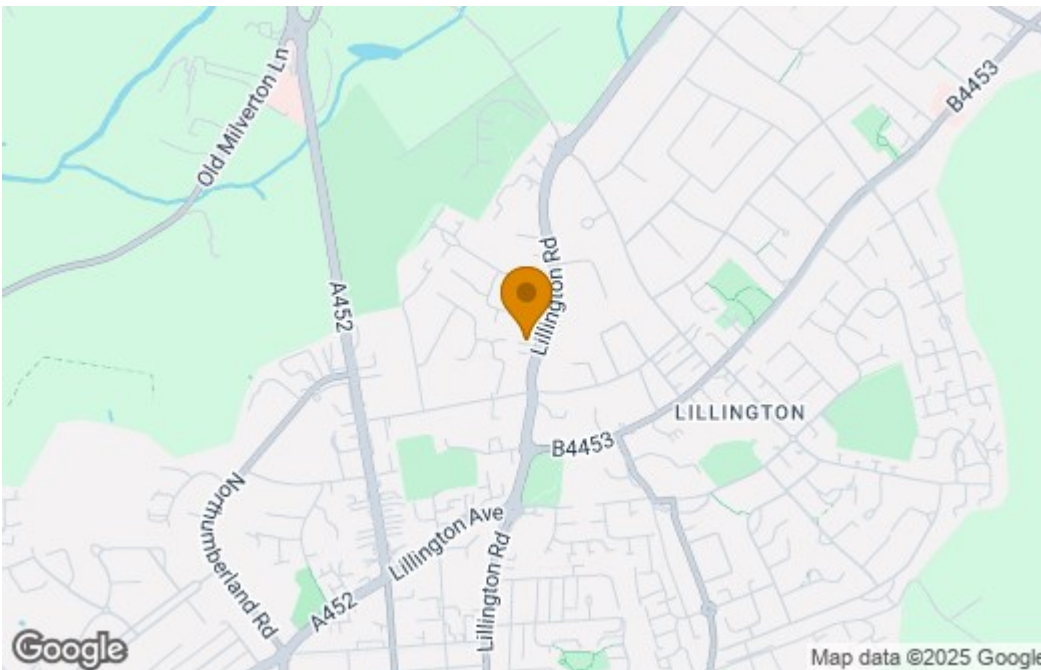 Old Milverton Ln
B4453
A452
Lillington Rd
LILLINGTON
B4453
Northumberland Rd
Lillington Ave
A452
Lillington Rd
Google
Map data ©2025 Google